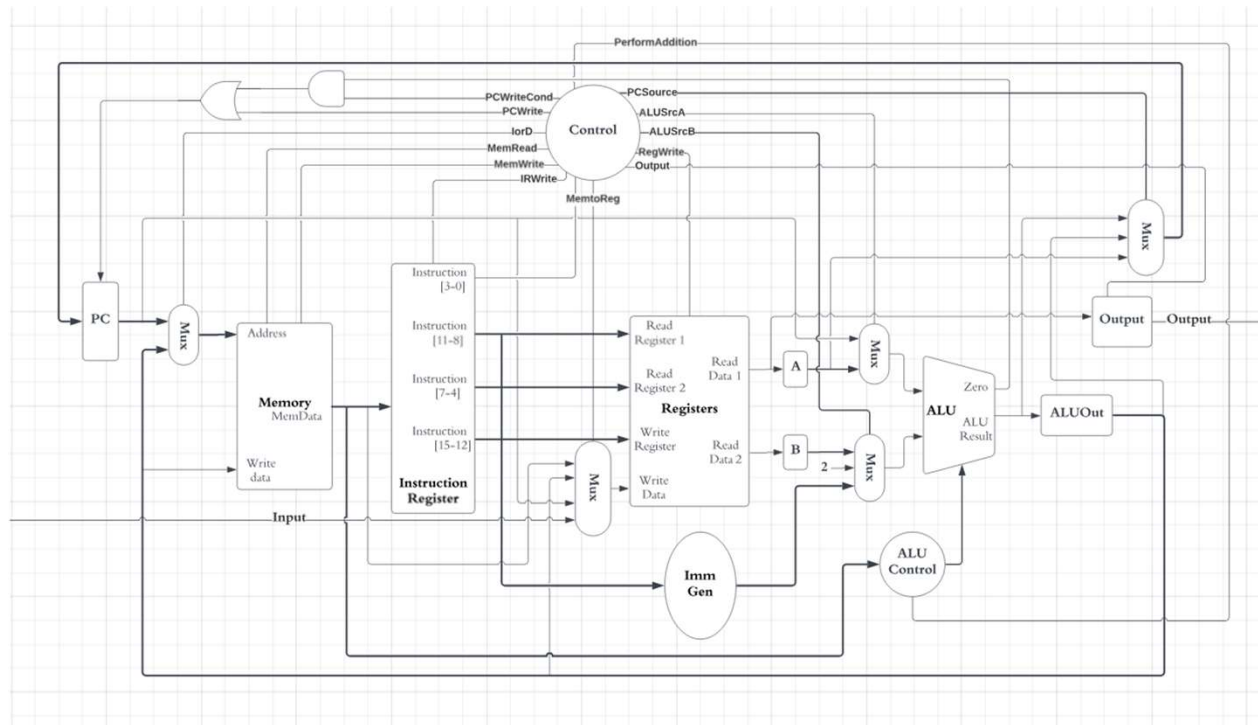 PerformAddition
PCWriteCond
PCSource
PCWrite
ALUSrcA
Control
IorD
ALUSrcB
MemRead
RegWrite
MemWrite
Output
IRWrite
MemtoReg
Mux
Instruction
[3-0]
PC
Mux
Address
Instruction
[11-8]
Read
Register 1
Output
Output
Mux
Read
Data 1
A
Instruction
[7-4]
Read
Register 2
Zero
Memory
MemData
Registers
ALU
ALU
Result
ALUOut
Instruction
[15-12]
Write
Register
Read
Data 2
B
2
Mux
Write
data
Mux
Write
Data
Instruction
Register
Input
ALU
Control
Imm
Gen